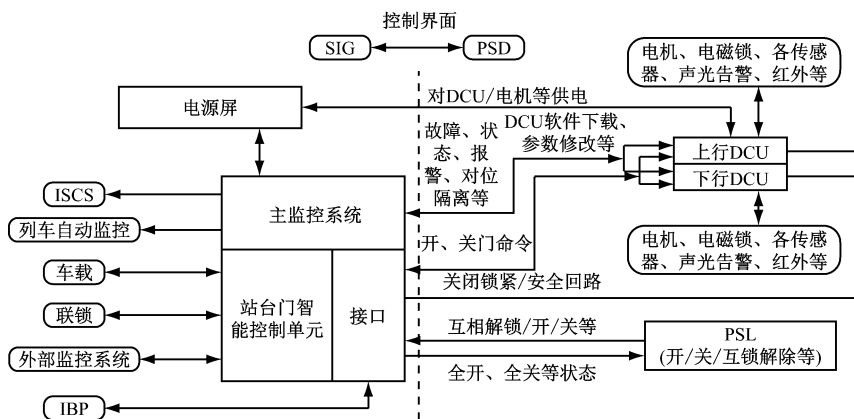 控制界面
SIG
PSD
电源屏
对DCU/电机等供电
电机、电磁锁、各传感
器、声光告警、红外等
故障、状
态、报
警、对位
隔离等
DCU软件下载、
参数修改等
上行DCU
下行DCU
电机、电磁锁、各传感
器、声光告警、红外等
ISCS
列车自动监控
车载
联锁
外部监控系统
IBP
主监控系统
站台门智
能控制单元
接口
开、关门命令
关闭锁紧/安全回路
互相解锁/开/关等
全开、全关等状态
PSL
(开/关/互锁解除等)